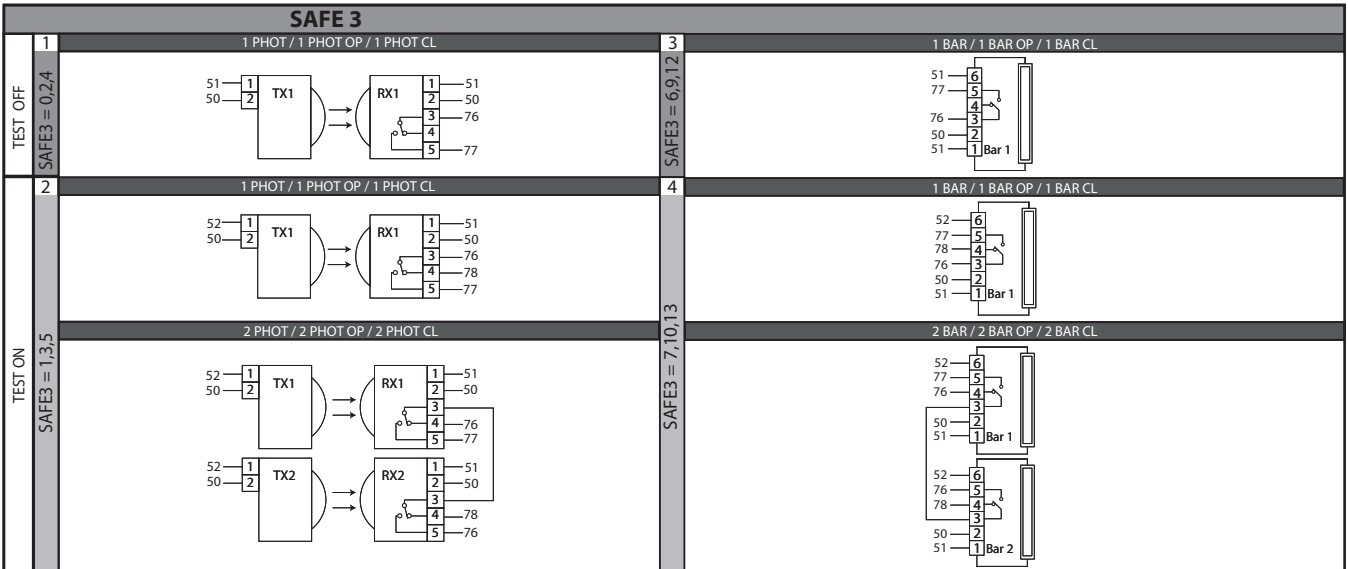 SAFE 3
TEST OFF
1
SAFE3 = 0,2,4
1 PHOT / 1 PHOT OP / 1 PHOT CL
51 1 TX1 RX1 1 51
50 2 2 50
3 76
4
5 77
3
SAFE3 = 6,9,12
1 BAR / 1 BAR OP / 1 BAR CL
51 6
77 5
4
76 3
50 2
51 1 Bar 1
TEST ON
2
SAFE3 = 1,3,5
1 PHOT / 1 PHOT OP / 1 PHOT CL
52 1 TX1 RX1 1 51
50 2 2 50
3 76
4 78
5 77
2 PHOT / 2 PHOT OP / 2 PHOT CL
52 1 TX1 RX1 1 51
50 2 2 50
3
4 76
5 77
52 1 TX2 RX2 1 51
50 2 2 50
3
4 78
5 76
4
SAFE3 = 7,10,13
1 BAR / 1 BAR OP / 1 BAR CL
52 6
77 5
78 4
76 3
50 2
51 1 Bar 1
2 BAR / 2 BAR OP / 2 BAR CL
52 6
77 5
76 4
3
50 2
51 1 Bar 1
52 6
76 5
78 4
3
50 2
51 1 Bar 2